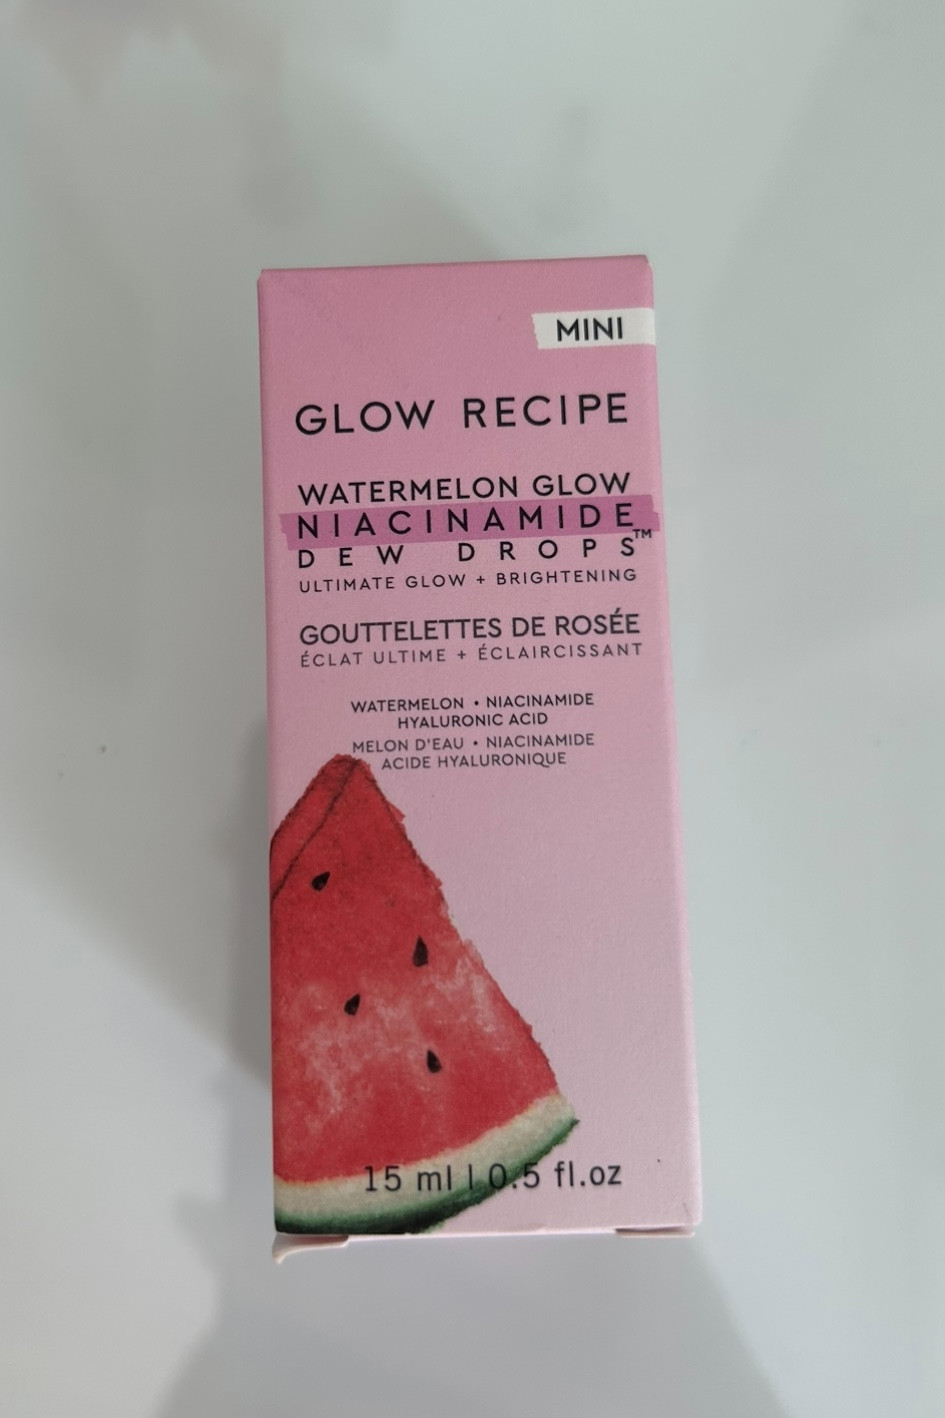 MINI
GLOW RECIPE
WATERMELON GLOW
NIACINAMIDE
DEW DROPS™
ULTIMATE GLOW + BRIGHTENING
GOUTTELETTES DE ROSÉE
ÉCLAT ULTIME + ÉCLAIRCISSANT
WATERMELON • NIACINAMIDE
HYALURONIC ACID
MELON D'EAU • NIACINAMIDE
ACIDE HYALURONIQUE
15 ml | 0.5 fl.oz